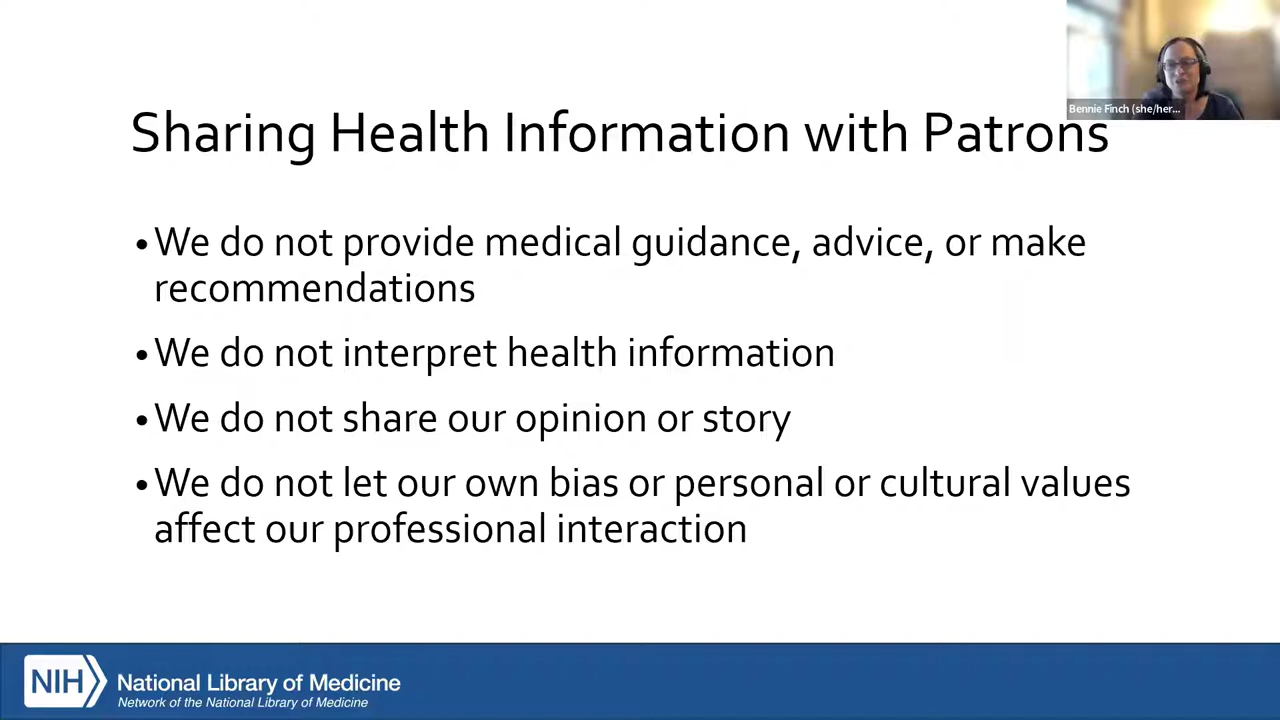 Bennie Finch (she/her...
Sharing Health Information with Patrons
•We do not provide medical guidance, advice, or make
recommendations
•We do not interpret health information
•We do not share our opinion or story
•We do not let our own bias or personal or cultural values
affect our professional interaction
NIH National Library of Medicine
Network of the National Library of Medicine